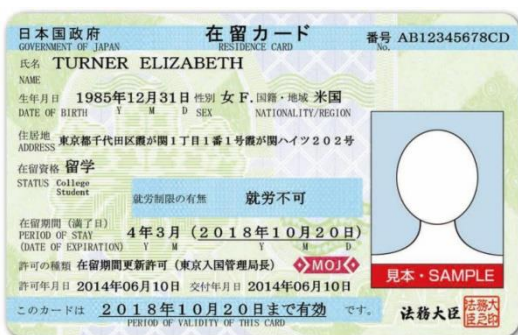 日本国政府 在留カード 番号 AB12345678CD
GOVERNMENT OF JAPAN RESIDENCE CARD No.
氏名 TURNER ELIZABETH
NAME
生年月日 1985年12月31日 性別 女 F. 国籍・地域 米国
DATE OF BIRTH Y M D SEX NATIONALITY/REGION
住居地 東京都千代田区霞が関1丁目1番1号霞が関ハイツ202号
ADDRESS
在留資格 留学
STATUS College Student
就労制限の有無 就労不可
在留期間(満了日) 4年3月(2018年10月20日)
PERIOD OF STAY
(DATE OF EXPIRATION) Y M Y M D
許可の種類 在留期間更新許可(東京入国管理局長) MOJ
許可年月日 2014年06月10日 交付年月日 2014年06月10日
このカードは 2018年10月20日まで有効 です。
PERIOD OF VALIDITY OF THIS CARD
見本・SAMPLE
法務大臣